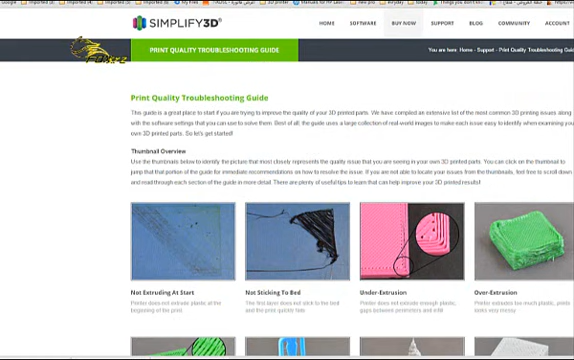 SIMPLIFY3D®
HOME SOFTWARE BUY NOW SUPPORT BLOG COMMUNITY ACCOUNT
PRINT QUALITY TROUBLESHOOTING GUIDE
You are here: Home - Support - Print Quality Troubleshooting Guid
Print Quality Troubleshooting Guide
This guide is a great place to start if you are trying to improve the quality of your 3D printed parts. We have compiled an extensive list of the most common 3D printing issues along
with the software settings that you can use to solve them. Best of all, the guide uses a large collection of real-world images to make each issue easy to identify when examining you
own 3D printed parts. So let's get started!
Thumbnail Overview
Use the thumbnails below to identify the picture that most closely represents the quality issue that you are seeing in your own 3D printed parts. You can click on the thumbnail to
jump that that portion of the guide for immediate recommendations on how to resolve the issue. If you are not able to locate your issues from the thumbnails, feel free to scroll down
and read through each section of the guide in more detail. There are plenty of useful tips to learn that can help improve your 3D printed results!
Not Extruding At Start
Printer does not extrude plastic at the
beginning of the print
Not Sticking To Bed
The first layer does not stick to the bed
and the print quickly fails
Under-Extrusion
Printer does not extrude enough plastic,
gaps between perimeters and infill
Over-Extrusion
Printer extrudes too much plastic, prints
looks very messy